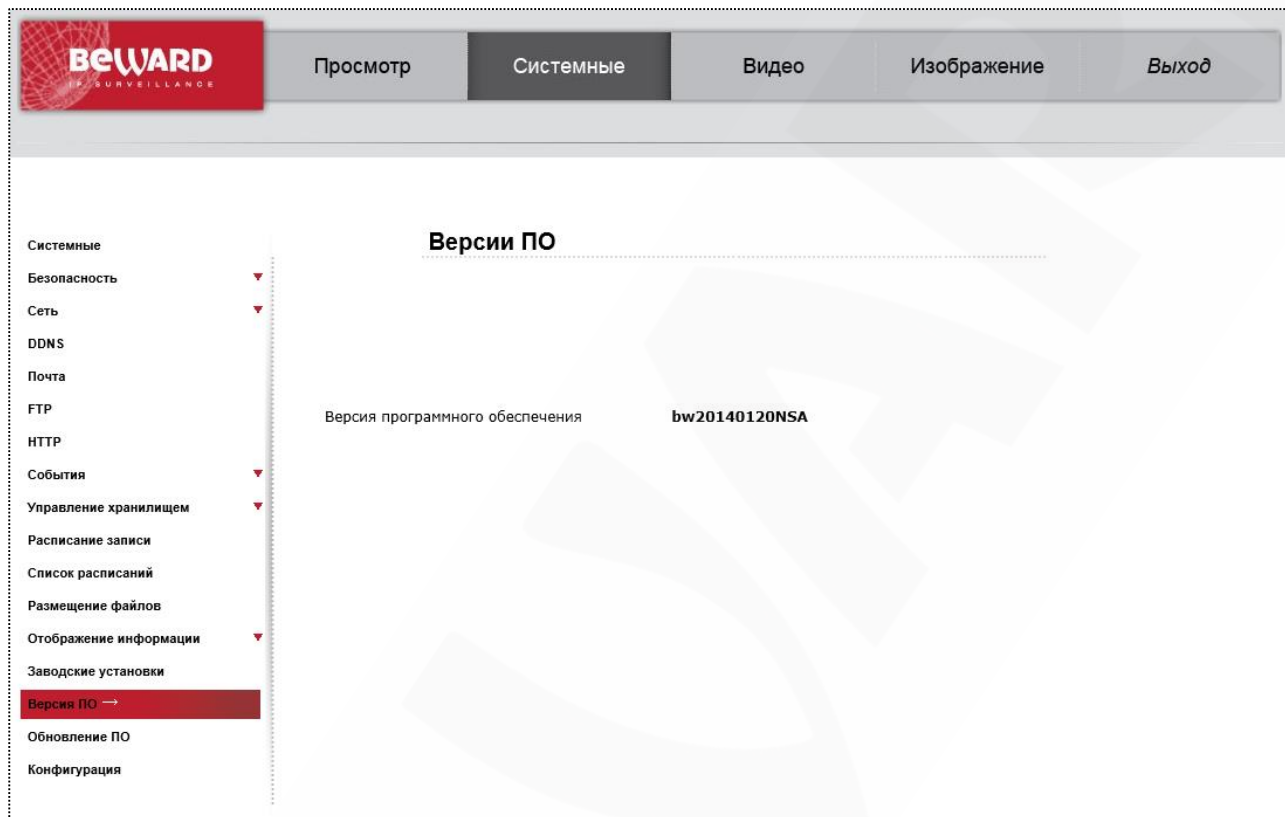 BEWARD
IP SURVEILLANCE
Просмотр
Системные
Видео
Изображение
Выход
Версии ПО
Системные
Безопасность
Сеть
DDNS
Почта
FTP
HTTP
События
Управление хранилищем
Расписание записи
Список расписаний
Размещение файлов
Отображение информации
Заводские установки
Версия ПО →
Обновление ПО
Конфигурация
Версия программного обеспечения bw20140120NSA